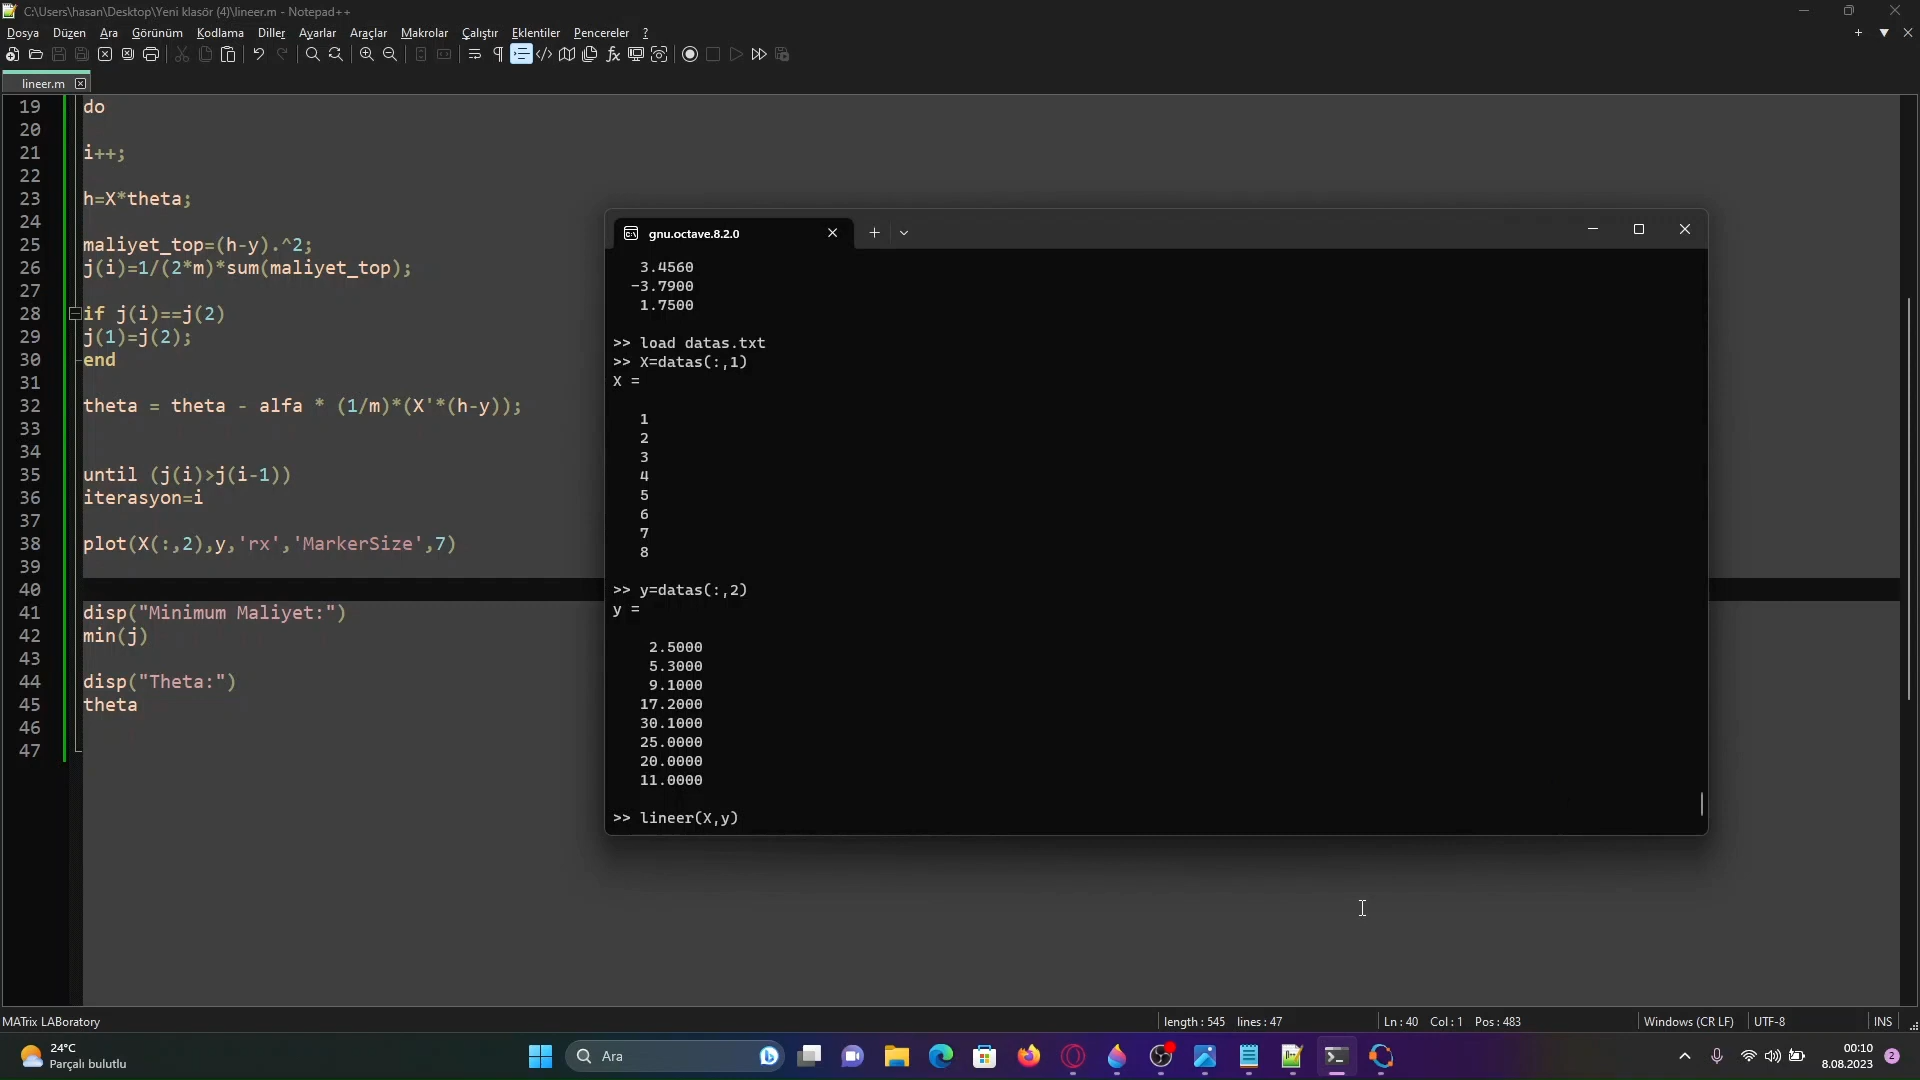 C:\Users\hasan\Desktop\Yeni klasör (4)\lineer.m - Notepad++
Dosya Düzen Ara Görünüm Kodlama Diller Ayarlar Araçlar Makrolar Çalıştır Eklentiler Pencereler ?
lineer.m
19 do
20
21 i++;
22
23 h=X*theta;
24
25 maliyet_top=(h-y).^2;
26 j(i)=1/(2*m)*sum(maliyet_top);
27
28 if j(i)==j(2)
29 j(1)=j(2);
30 end
31
32 theta = theta - alfa * (1/m)*(X'*(h-y));
33
34
35 until (j(i)>j(i-1))
36 iterasyon=i
37
38 plot(X(:,2),y,'rx','MarkerSize',7)
39
40
41 disp("Minimum Maliyet:")
42 min(j)
43
44 disp("Theta:")
45 theta
46
47
gnu.octave.8.2.0
3.4560
-3.7900
1.7500
>> load datas.txt
>> X=datas(:,1)
X =
1
2
3
4
5
6
7
8
>> y=datas(:,2)
y =
2.5000
5.3000
9.1000
17.2000
30.1000
25.0000
20.0000
11.0000
>> lineer(X,y)
MATrix LABoratory
length : 545 lines : 47
Ln : 40 Col : 1 Pos : 483
Windows (CR LF)
UTF-8
INS
24°C
Parçalı bulutlu
Ara
00:10
8.08.2023
2